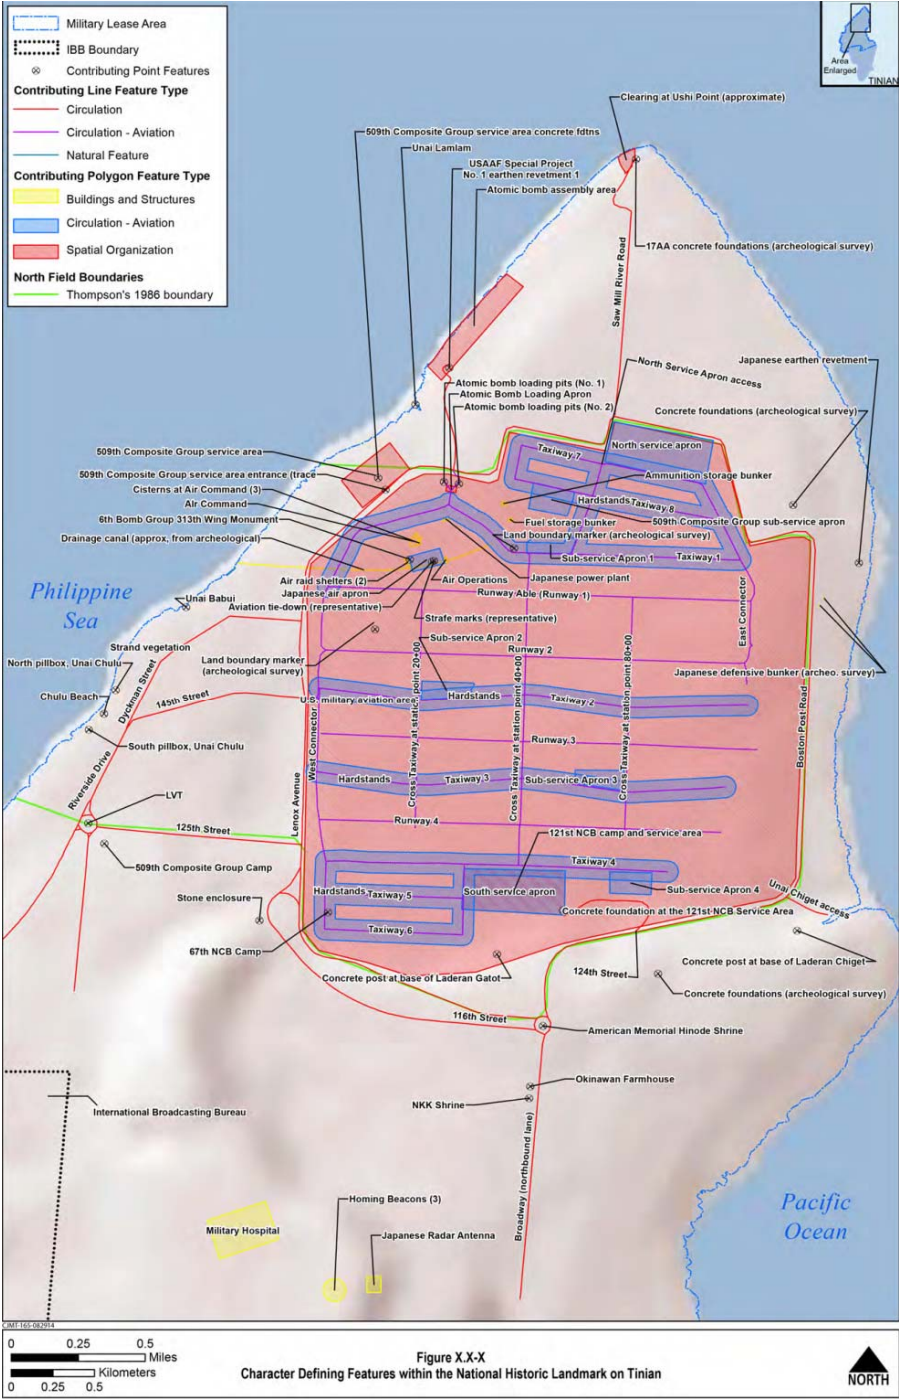 Military Lease Area
IBB Boundary
Contributing Point Features
Contributing Line Feature Type
Circulation
Circulation - Aviation
Natural Feature
Contributing Polygon Feature Type
Buildings and Structures
Circulation - Aviation
Spatial Organization
North Field Boundaries
Thompson's 1986 boundary
Area
Enlarged
TINIAN
Clearing at Ushi Point (approximate)
509th Composite Group service area concrete fdtns
Unai Lamlam
USAAF Special Project
No. 1 earthen revetment 1
Atomic bomb assembly area
17AA concrete foundations (archeological survey)
Saw Mill River Road
North Service Apron access
Japanese earthen revetment
Atomic bomb loading pits (No. 1)
Atomic Bomb Loading Apron
Atomic bomb loading pits (No. 2)
Concrete foundations (archeological survey)
509th Composite Group service area
Taxiway 7
North service apron
509th Composite Group service area entrance (trace
Ammunition storage bunker
Cisterns at Air Command (3)
Hardstands
Taxiway 8
Air Command
6th Bomb Group 313th Wing Monument
Fuel storage bunker
509th Composite Group sub-service apron
Drainage canal (approx, from archeological)
Land boundary marker (archeological survey)
Sub-service Apron 1
Taxiway 1
Air raid shelters (2)
Air Operations
Japanese power plant
Japanese air apron
Runway Able (Runway 1)
Aviation tie-down (representative)
Strafe marks (representative)
East Connector
Philippine
Sea
Unai Babui
Sub-service Apron 2
Runway 2
Strand vegetation
North pillbox, Unai Chulu
Land boundary marker
(archeological survey)
Japanese defensive bunker (archeo. survey)
Dyckman Street
145th Street
Chulu Beach
U.S. military aviation area
Hardstands
Taxiway 2
Cross Taxiway at station point 20+00
Cross Taxiway at station point 40+00
Cross Taxiway at station point 80+00
West Connector
Boston Post Road
South pillbox, Unai Chulu
Runway 3
Riverside Drive
Hardstands
Taxiway 3
Sub-service Apron 3
LVT
Lenox Avenue
Runway 4
125th Street
121st NCB camp and service area
509th Composite Group Camp
Taxiway 4
Hardstands
Taxiway 5
South service apron
Sub-service Apron 4
Unai Chiget access
Stone enclosure
Concrete foundation at the 121st NCB Service Area
Taxiway 6
67th NCB Camp
Concrete post at base of Laderan Chiget
Concrete post at base of Laderan Gatot
124th Street
Concrete foundations (archeological survey)
116th Street
American Memorial Hinode Shrine
Okinawan Farmhouse
NKK Shrine
International Broadcasting Bureau
Broadway (northbound lane)
Homing Beacons (3)
Military Hospital
Japanese Radar Antenna
Pacific
Ocean
CJMT-165-082914
0 0.25 0.5
Miles
Kilometers
0 0.25 0.5
Figure X.X-X
Character Defining Features within the National Historic Landmark on Tinian
NORTH